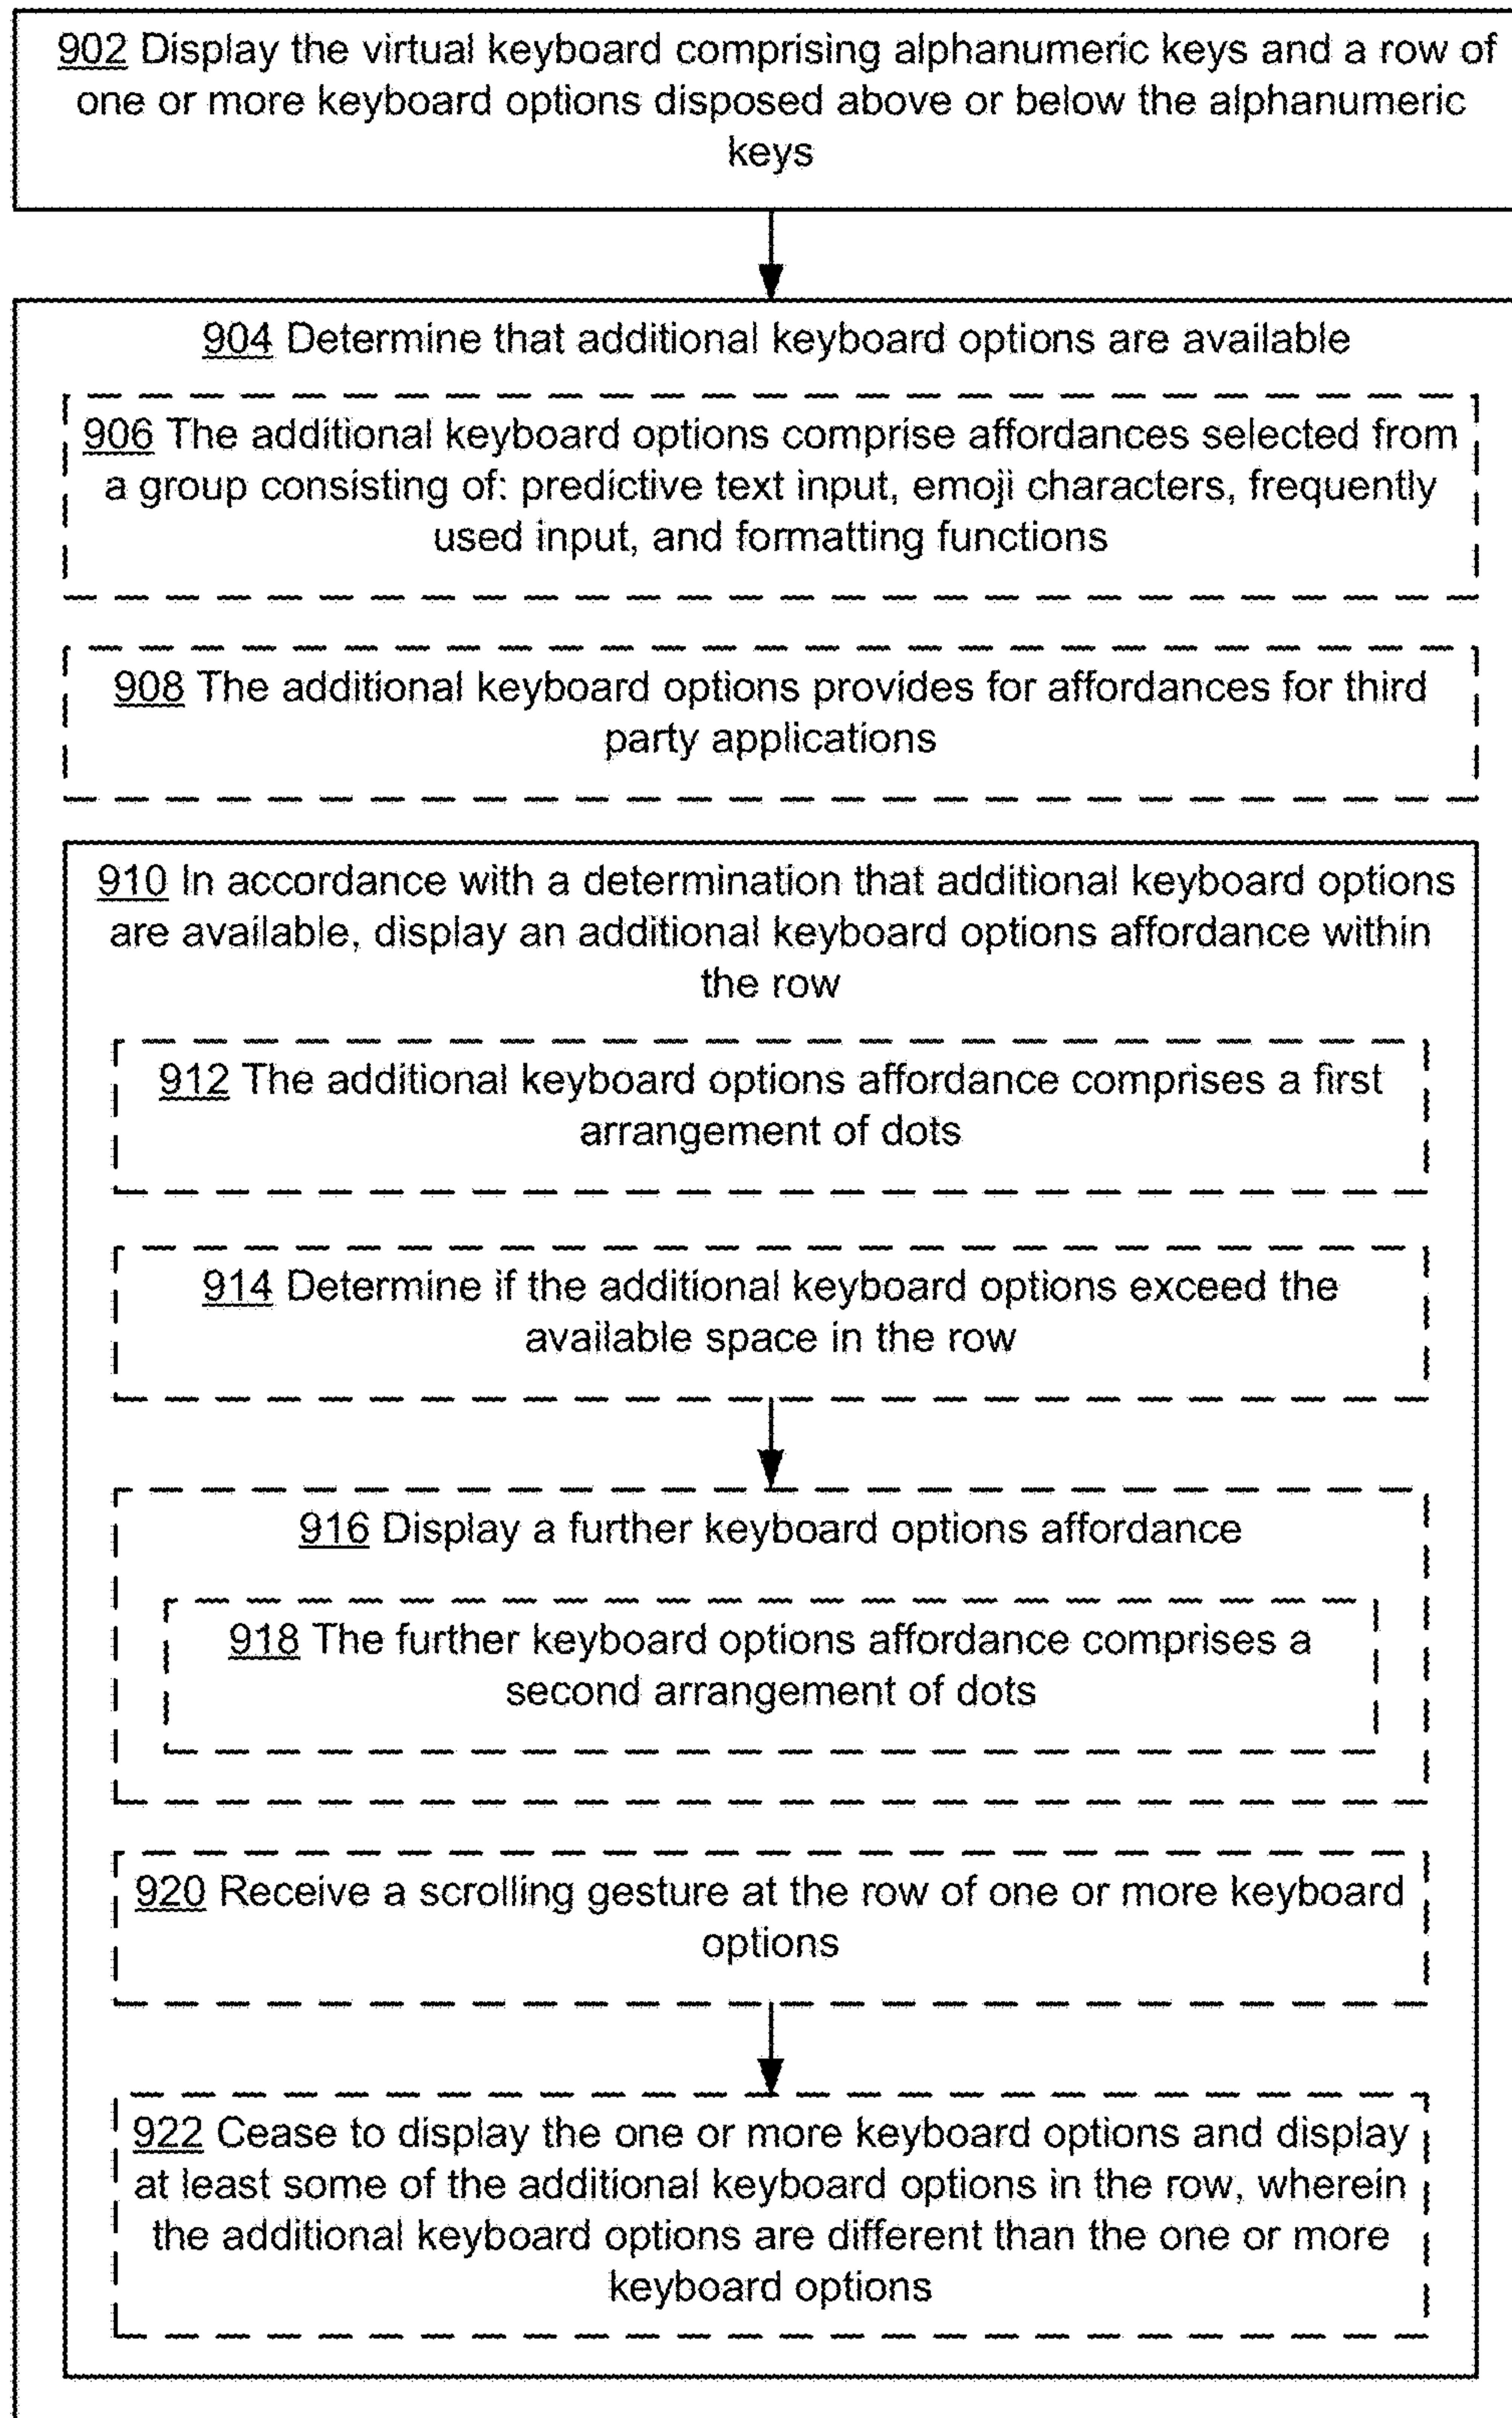 902 Display the virtual keyboard comprising alphanumeric keys and a row of
one or more keyboard options disposed above or below the alphanumeric
keys
904 Determine that additional keyboard options are available
906 The additional keyboard options comprise affordances selected from
a group consisting of: predictive text input, emoji characters, frequently
used input, and formatting functions
908 The additional keyboard options provides for affordances for third
party applications
910 In accordance with a determination that additional keyboard options
are available, display an additional keyboard options affordance within
the row
912 The additional keyboard options affordance comprises a first
arrangement of dots
914 Determine if the additional keyboard options exceed the
available space in the row
916 Display a further keyboard options affordance
918 The further keyboard options affordance comprises a
second arrangement of dots
920 Receive a scrolling gesture at the row of one or more keyboard
options
922 Cease to display the one or more keyboard options and display
at least some of the additional keyboard options in the row, wherein
the additional keyboard options are different than the one or more
keyboard options